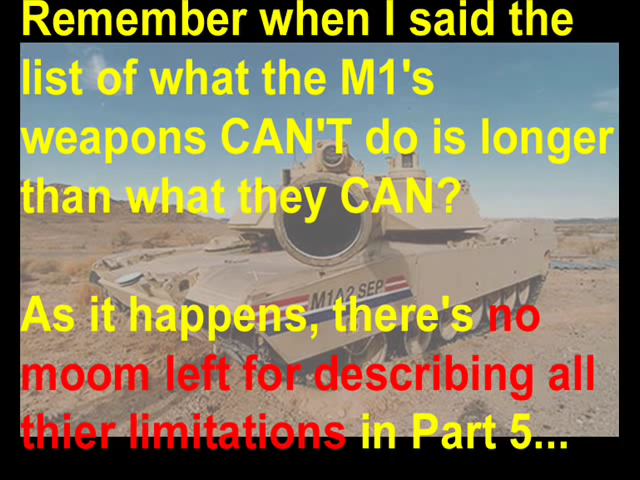 Remember when I said the
list of what the M1's
weapons CAN'T do is longer
than what they CAN?
M1A2 SEP
As it happens, there's no
moom left for describing all
thier limitations in Part 5...